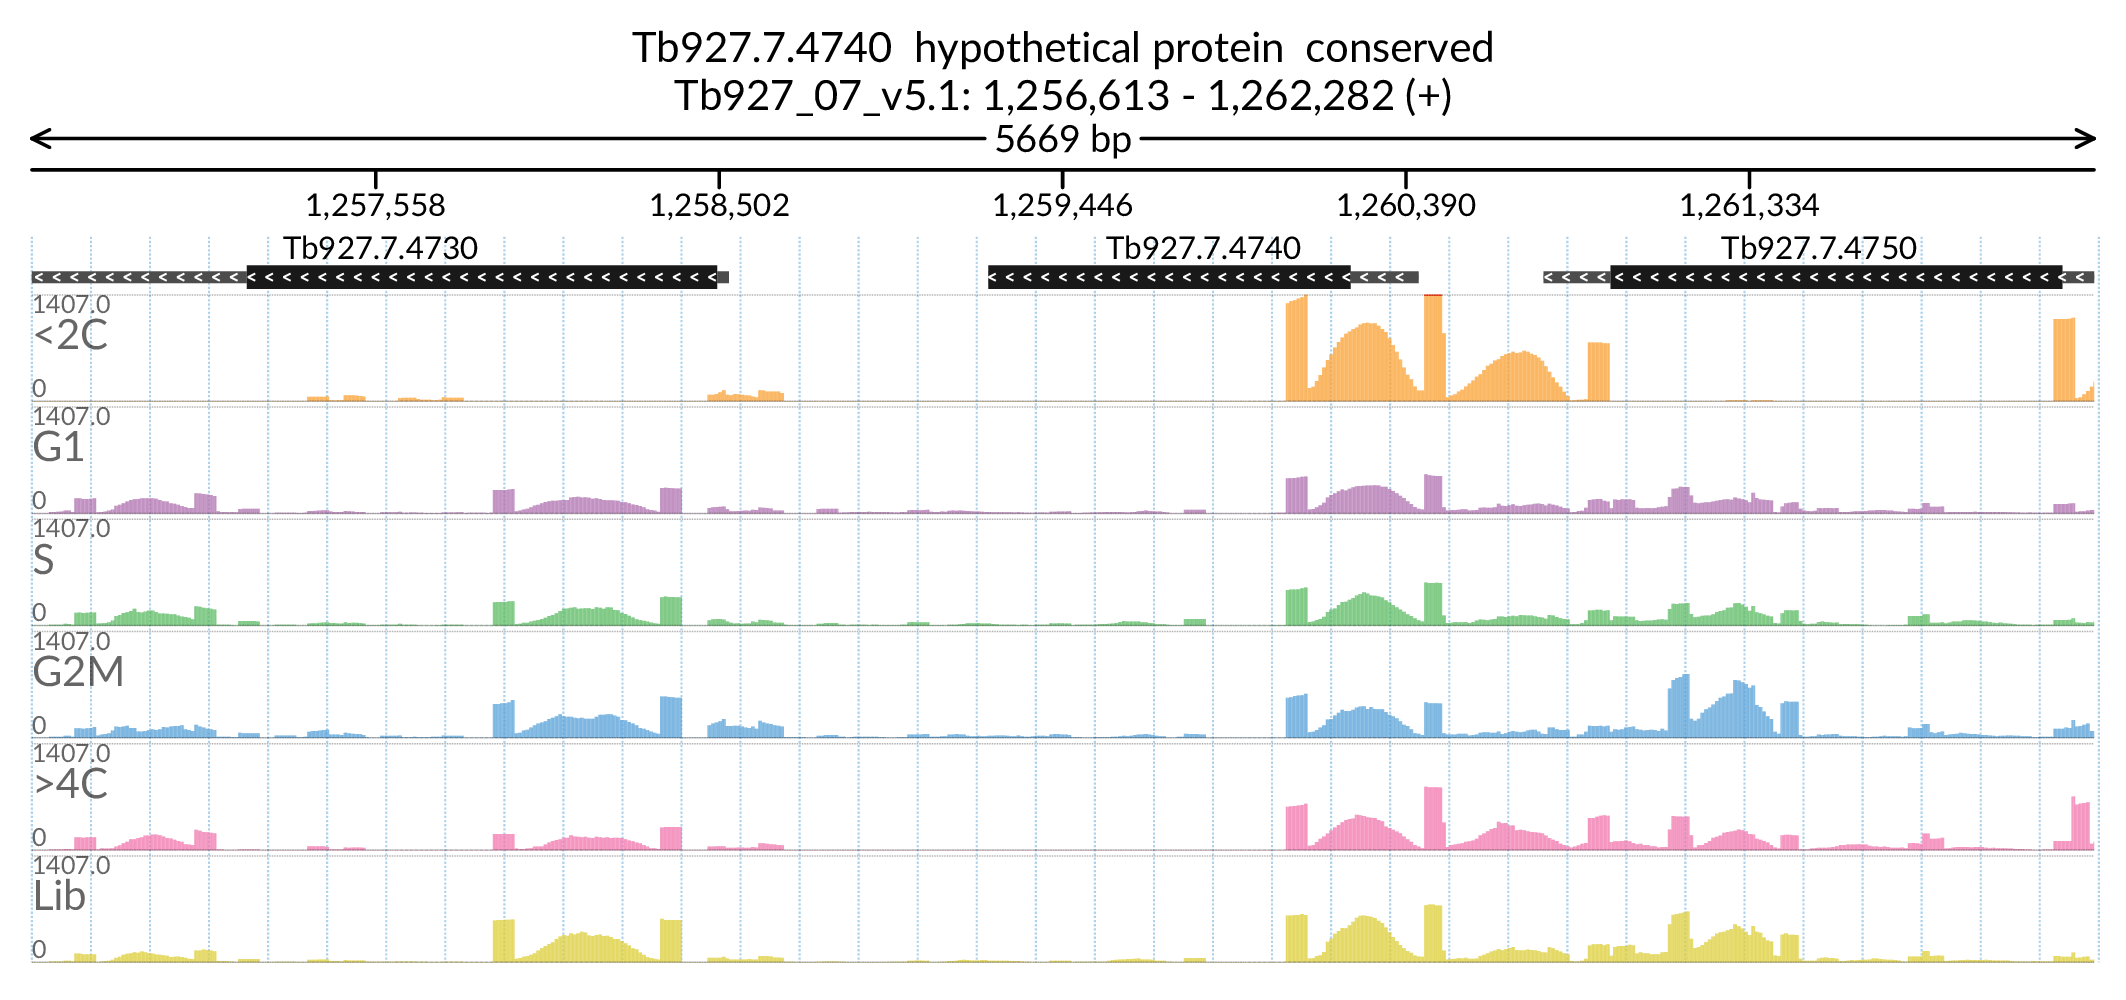 Tb927.7.4740  hypothetical protein  conserved
Tb927_07_v5.1: 1,256,613 - 1,262,282 (+)
5669 bp
1,257,558 1,258,502 1,259,446 1,260,390 1,261,334
Tb927.7.4730 Tb927.7.4740 Tb927.7.4750
1407.0
<2C
0
1407.0
G1
0
1407.0
S
0
1407.0
G2M
0
1407.0
>4C
0
1407.0
Lib
0